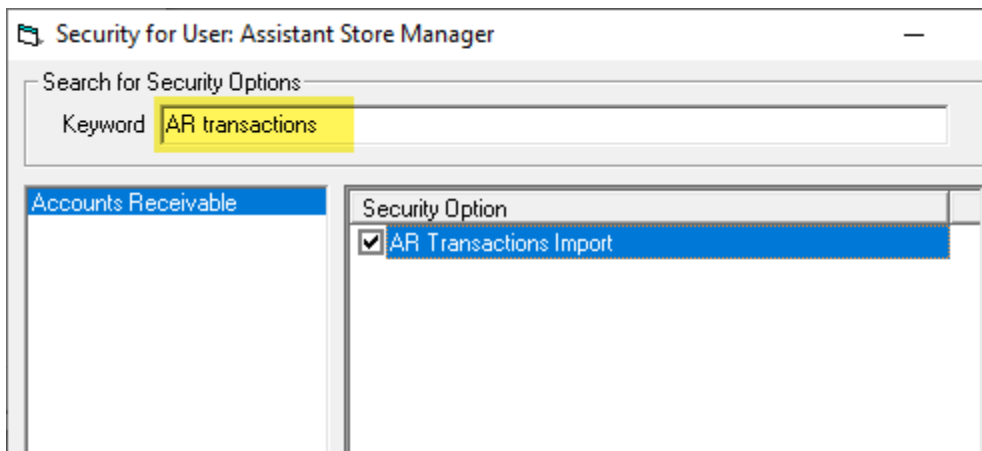 Security for User: Assistant Store Manager
Search for Security Options
Keyword AR transactions
Accounts Receivable
Security Option
AR Transactions Import